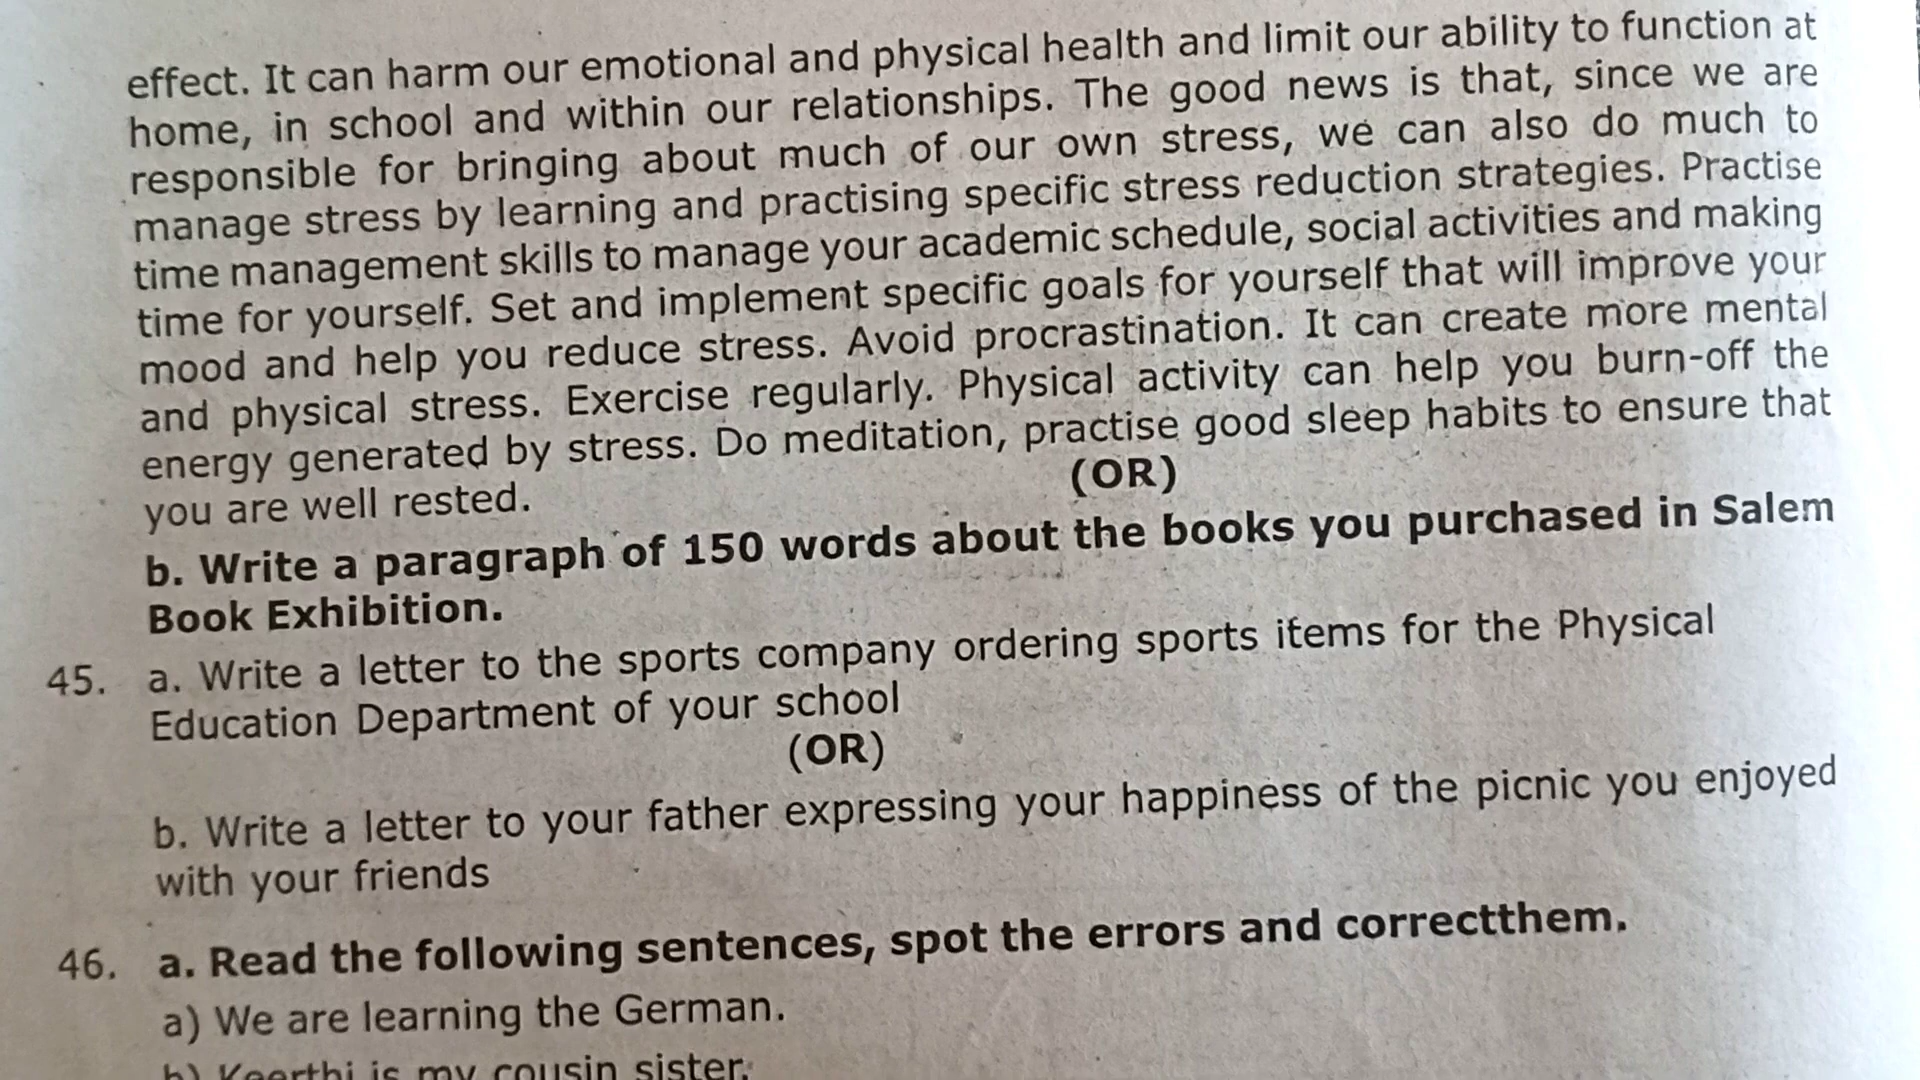 effect. It can harm our emotional and physical health and limit our ability to function at
home, in school and within our relationships. The good news is that, since we are
responsible for bringing about much of our own stress, we can also do much to
manage stress by learning and practising specific stress reduction strategies. Practise
time management skills to manage your academic schedule, social activities and making
time for yourself. Set and implement specific goals for yourself that will improve your
mood and help you reduce stress. Avoid procrastination. It can create more mental
and physical stress. Exercise regularly. Physical activity can help you burn-off the
energy generated by stress. Do meditation, practise good sleep habits to ensure that
you are well rested.
(OR)
b. Write a paragraph of 150 words about the books you purchased in Salem
Book Exhibition.
45. a. Write a letter to the sports company ordering sports items for the Physical
Education Department of your school
(OR)
b. Write a letter to your father expressing your happiness of the picnic you enjoyed
with your friends
46. a. Read the following sentences, spot the errors and correctthem.
a) We are learning the German.
b) Keerthi is my cousin sister.